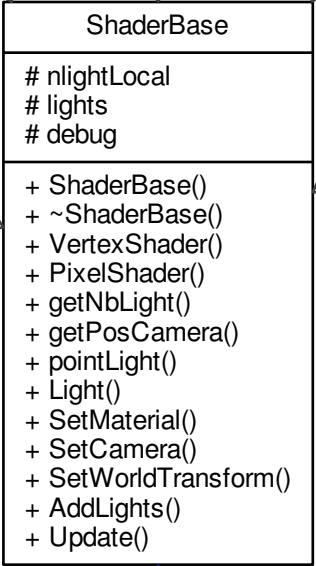 ShaderBase
# nlightLocal
# lights
# debug
+ ShaderBase()
+ ~ShaderBase()
+ VertexShader()
+ PixelShader()
+ getNbLight()
+ getPosCamera()
+ pointLight()
+ Light()
+ SetMaterial()
+ SetCamera()
+ SetWorldTransform()
+ AddLights()
+ Update()